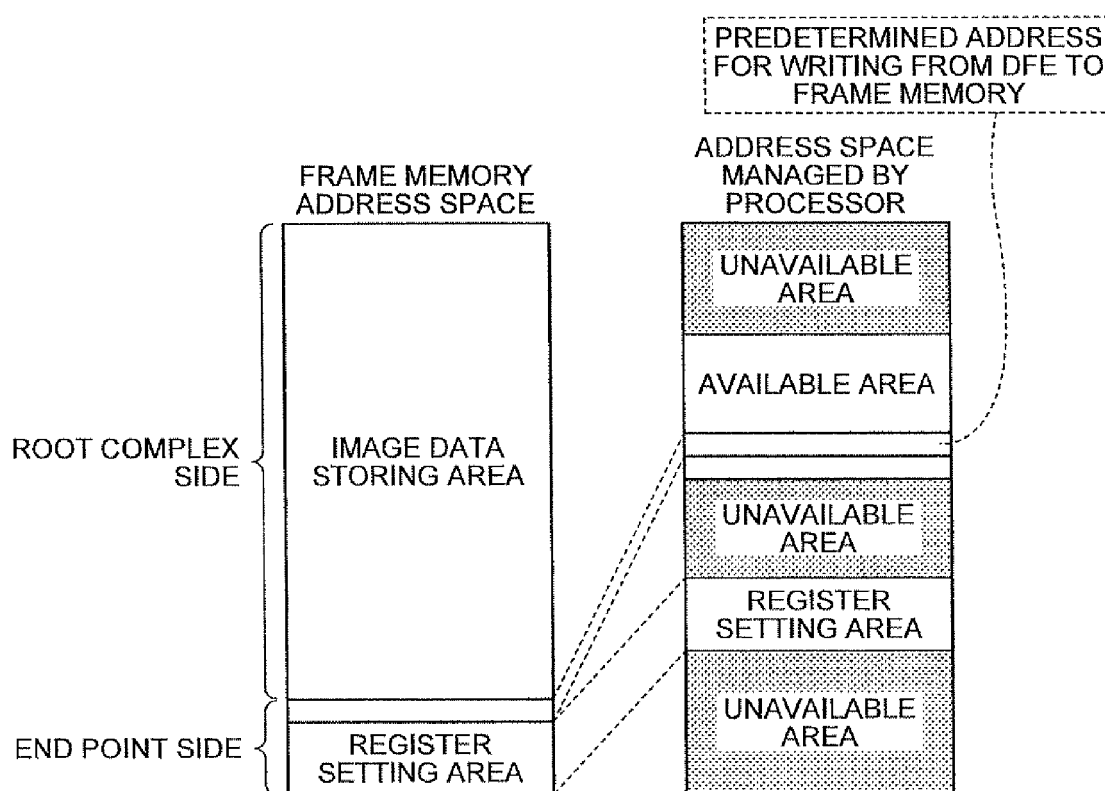 PREDETERMINED ADDRESS
FOR WRITING FROM DFE TO
FRAME MEMORY
FRAME MEMORY
ADDRESS SPACE
ADDRESS SPACE
MANAGED BY
PROCESSOR
ROOT COMPLEX
SIDE
IMAGE DATA
STORING AREA
END POINT SIDE
REGISTER
SETTING AREA
UNAVAILABLE
AREA
AVAILABLE AREA
UNAVAILABLE
AREA
REGISTER
SETTING AREA
UNAVAILABLE
AREA